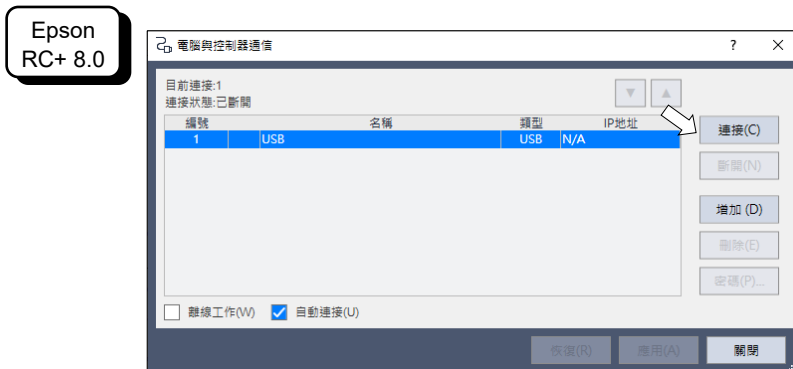 Epson
RC+ 8.0
電腦與控制器通信
?
目前連接:1
連接狀態:已斷開
▼ ▲
編號 名稱 類型 IP地址
1 USB USB N/A
連接(C)
斷開(N)
增加 (D)
刪除(E)
密碼(P)...
離線工作(W) 自動連接(U)
恢復(R) 應用(A) 關閉